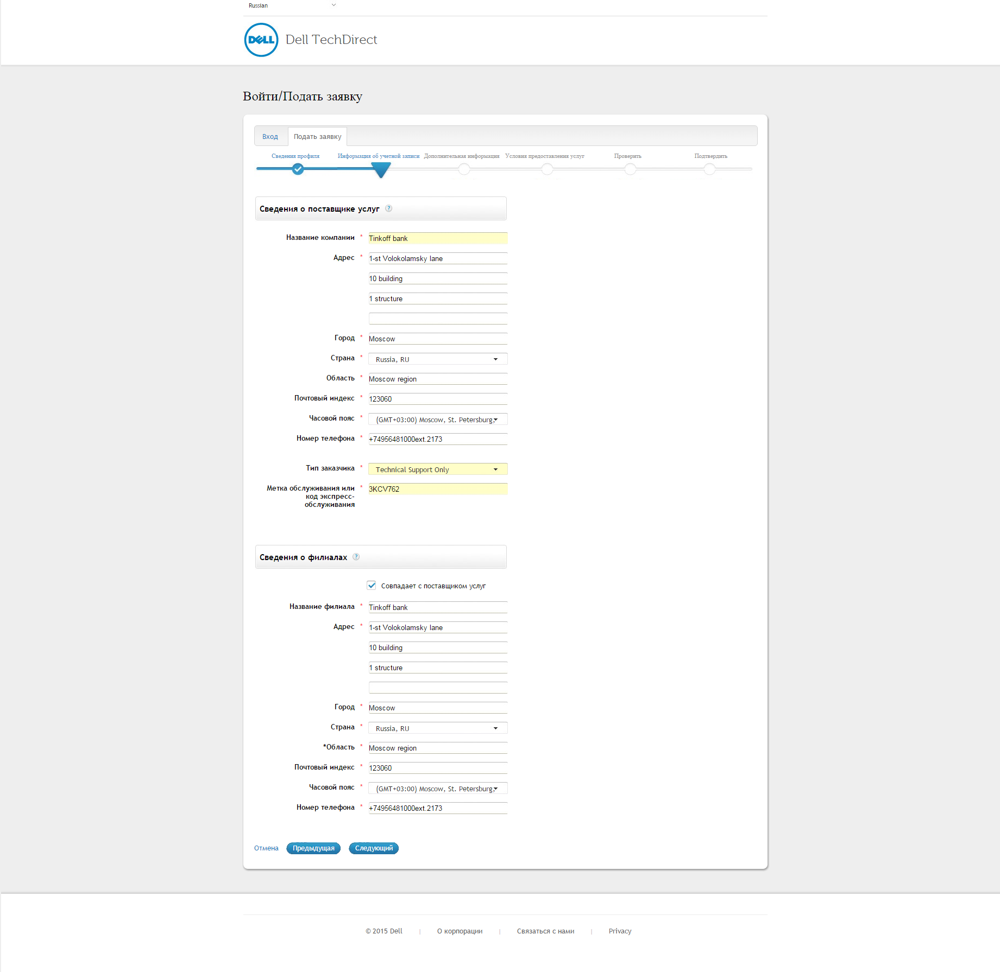 Russian
DELL Dell TechDirect
Войти/Подать заявку
Вход Подать заявку
Сведения профиля Информация об учетной записи Дополнительная информация Условия предоставления услуг Проверить Подтвердить
Сведения о поставщике услуг ?
Название компании * Tinkoff bank
Адрес * 1-st Volokolamsky lane
10 building
1 structure
Город * Moscow
Страна * Russia, RU
Область * Moscow region
Почтовый индекс * 123060
Часовой пояс * (GMT+03:00) Moscow, St. Petersburg,
Номер телефона * +74956481000ext.2173
Тип заказчика * Technical Support Only
Метка обслуживания или * 3KCV762
код экспресс-
обслуживания
Сведения о филиалах ?
Совпадает с поставщиком услуг
Название филиала * Tinkoff bank
Адрес * 1-st Volokolamsky lane
10 building
1 structure
Город * Moscow
Страна * Russia, RU
*Область * Moscow region
Почтовый индекс * 123060
Часовой пояс * (GMT+03:00) Moscow, St. Petersburg,
Номер телефона * +74956481000ext.2173
Отмена Предыдущая Следующий
© 2015 Dell | О корпорации | Связаться с нами | Privacy